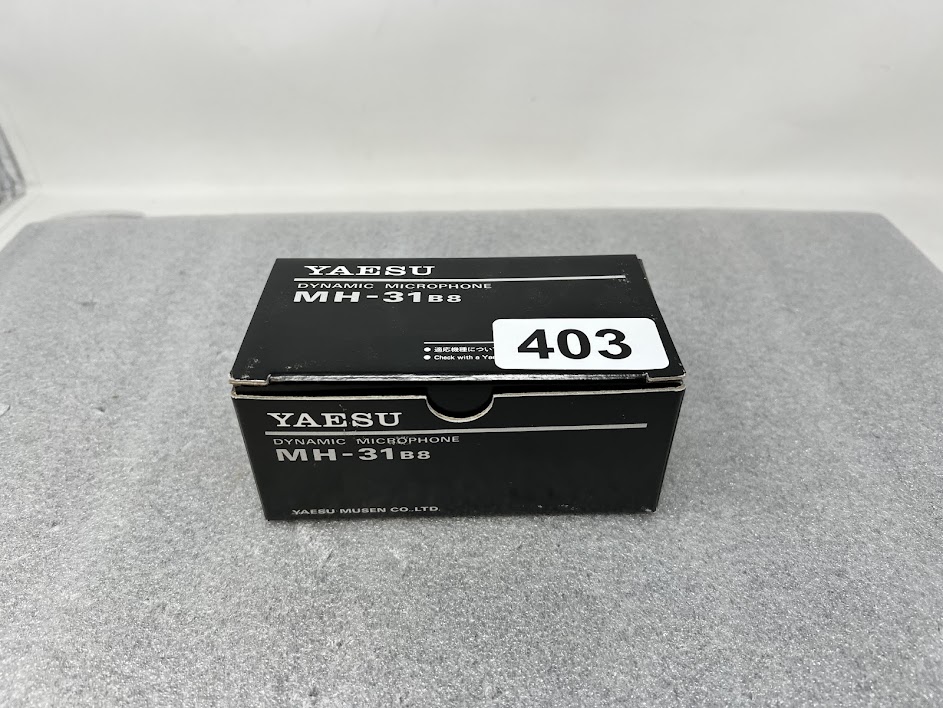 YAESU
DYNAMIC MICROPHONE
MH-31B8
● 適応機種につい
● Check with a Yae
403
YAESU
DYNAMIC MICROPHONE
MH-31B8
YAESU MUSEN CO.,LTD.